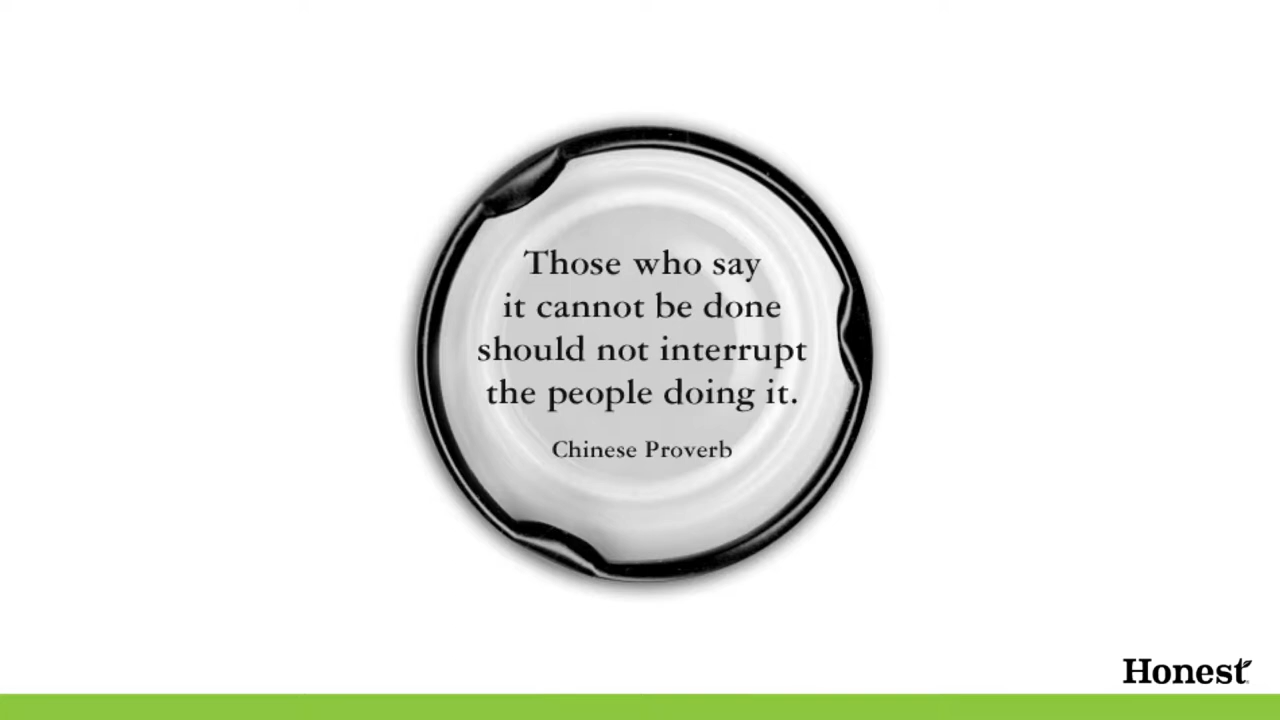 Those who say
it cannot be done
should not interrupt
the people doing it.
Chinese Proverb
Honest